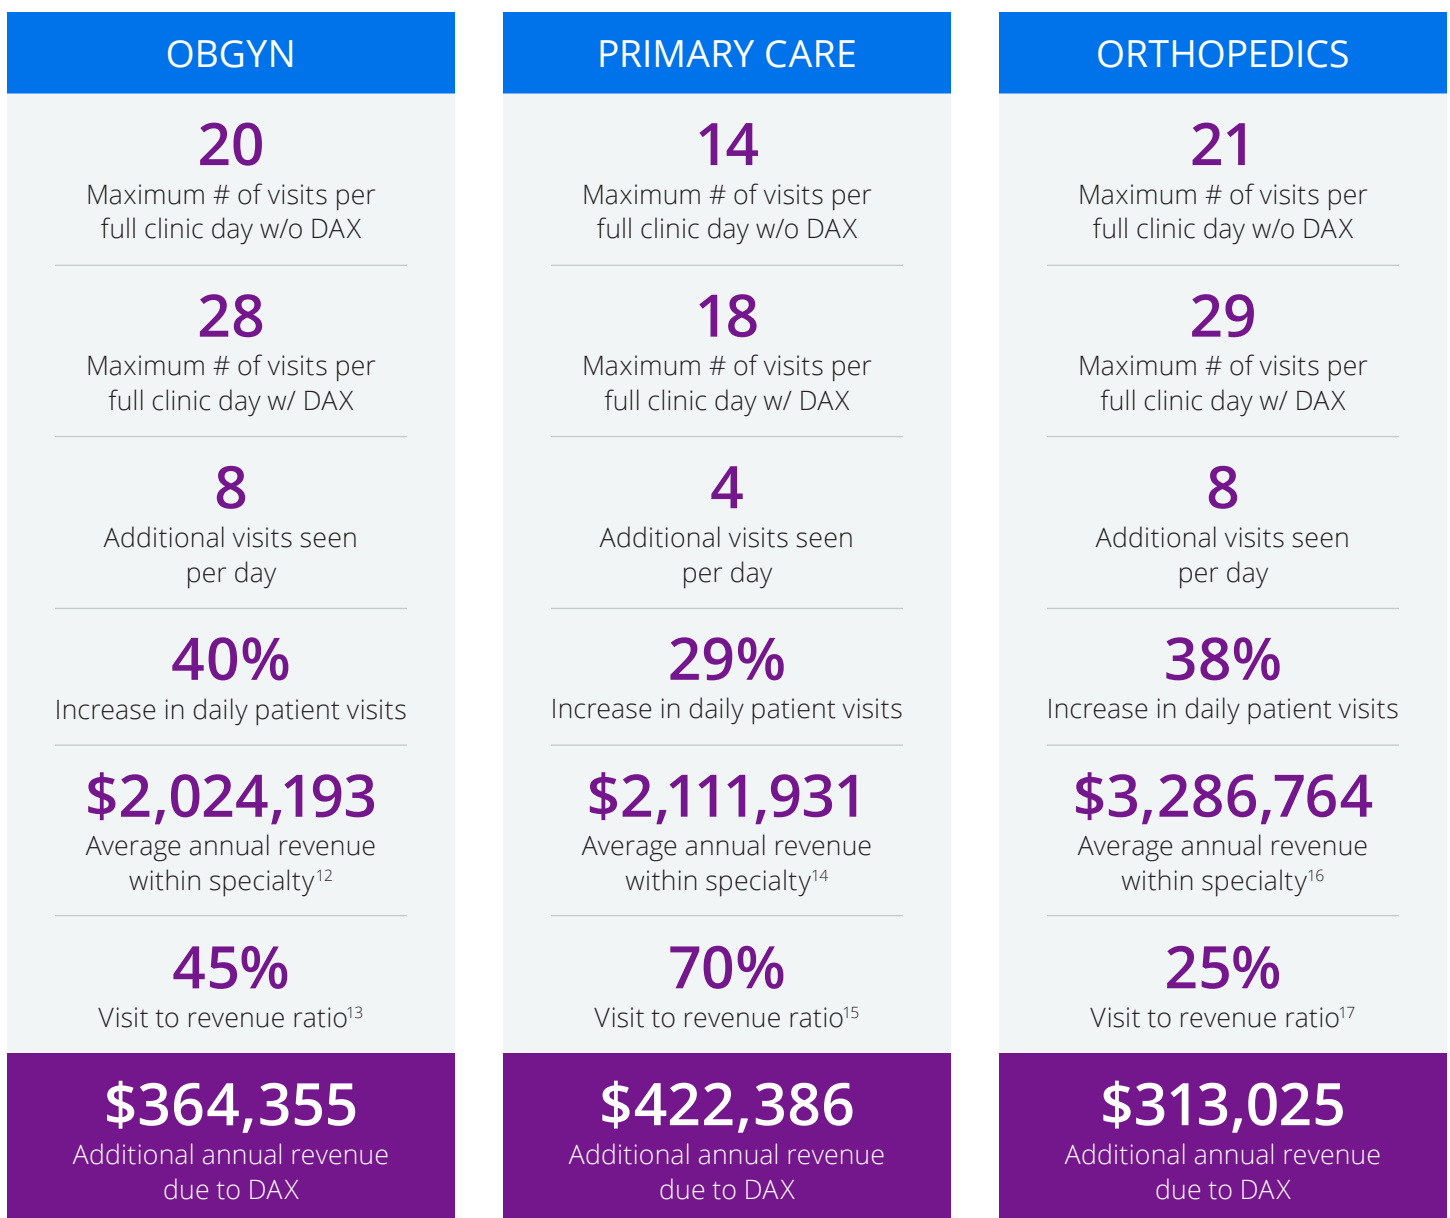 OBGYN
20
Maximum # of visits per
full clinic day w/o DAX
28
Maximum # of visits per
full clinic day w/ DAX
8
Additional visits seen
per day
40%
Increase in daily patient visits
$2,024,193
Average annual revenue
within specialty12
45%
Visit to revenue ratio13
$364,355
Additional annual revenue
due to DAX
PRIMARY CARE
14
Maximum # of visits per
full clinic day w/o DAX
18
Maximum # of visits per
full clinic day w/ DAX
4
Additional visits seen
per day
29%
Increase in daily patient visits
$2,111,931
Average annual revenue
within specialty14
70%
Visit to revenue ratio15
$422,386
Additional annual revenue
due to DAX
ORTHOPEDICS
21
Maximum # of visits per
full clinic day w/o DAX
29
Maximum # of visits per
full clinic day w/ DAX
8
Additional visits seen
per day
38%
Increase in daily patient visits
$3,286,764
Average annual revenue
within specialty16
25%
Visit to revenue ratio17
$313,025
Additional annual revenue
due to DAX